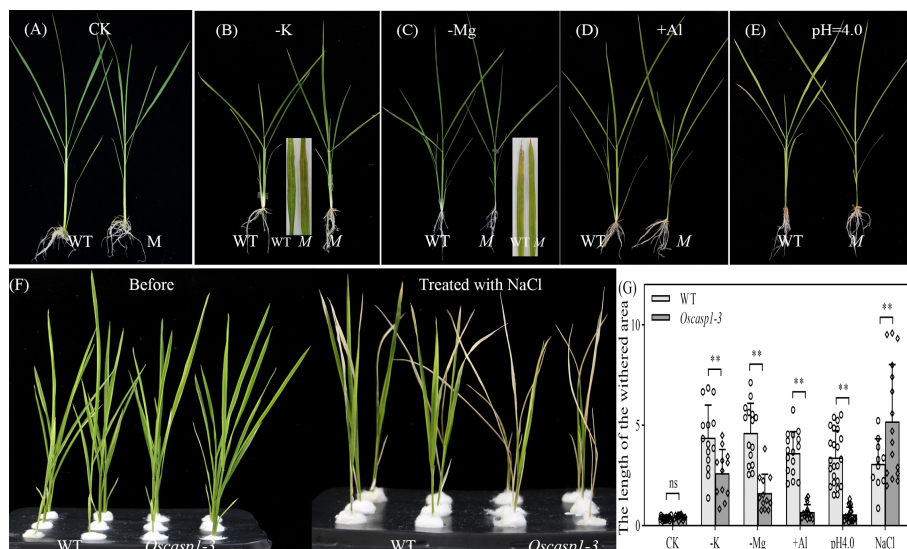 (A) CK
WT M
(B) -K
WT WT M M
(C) -Mg
WT M WT M
(D) +Al
WT M
(E) pH=4.0
WT M
(F) Before Treated with NaCl
WT Oscasp1-3 WT Oscasp1-3
(G)
WT
Oscasp1-3
The length of the withered area
10
5
0
ns ** ** ** ** **
CK -K -Mg +Al pH4.0 NaCl